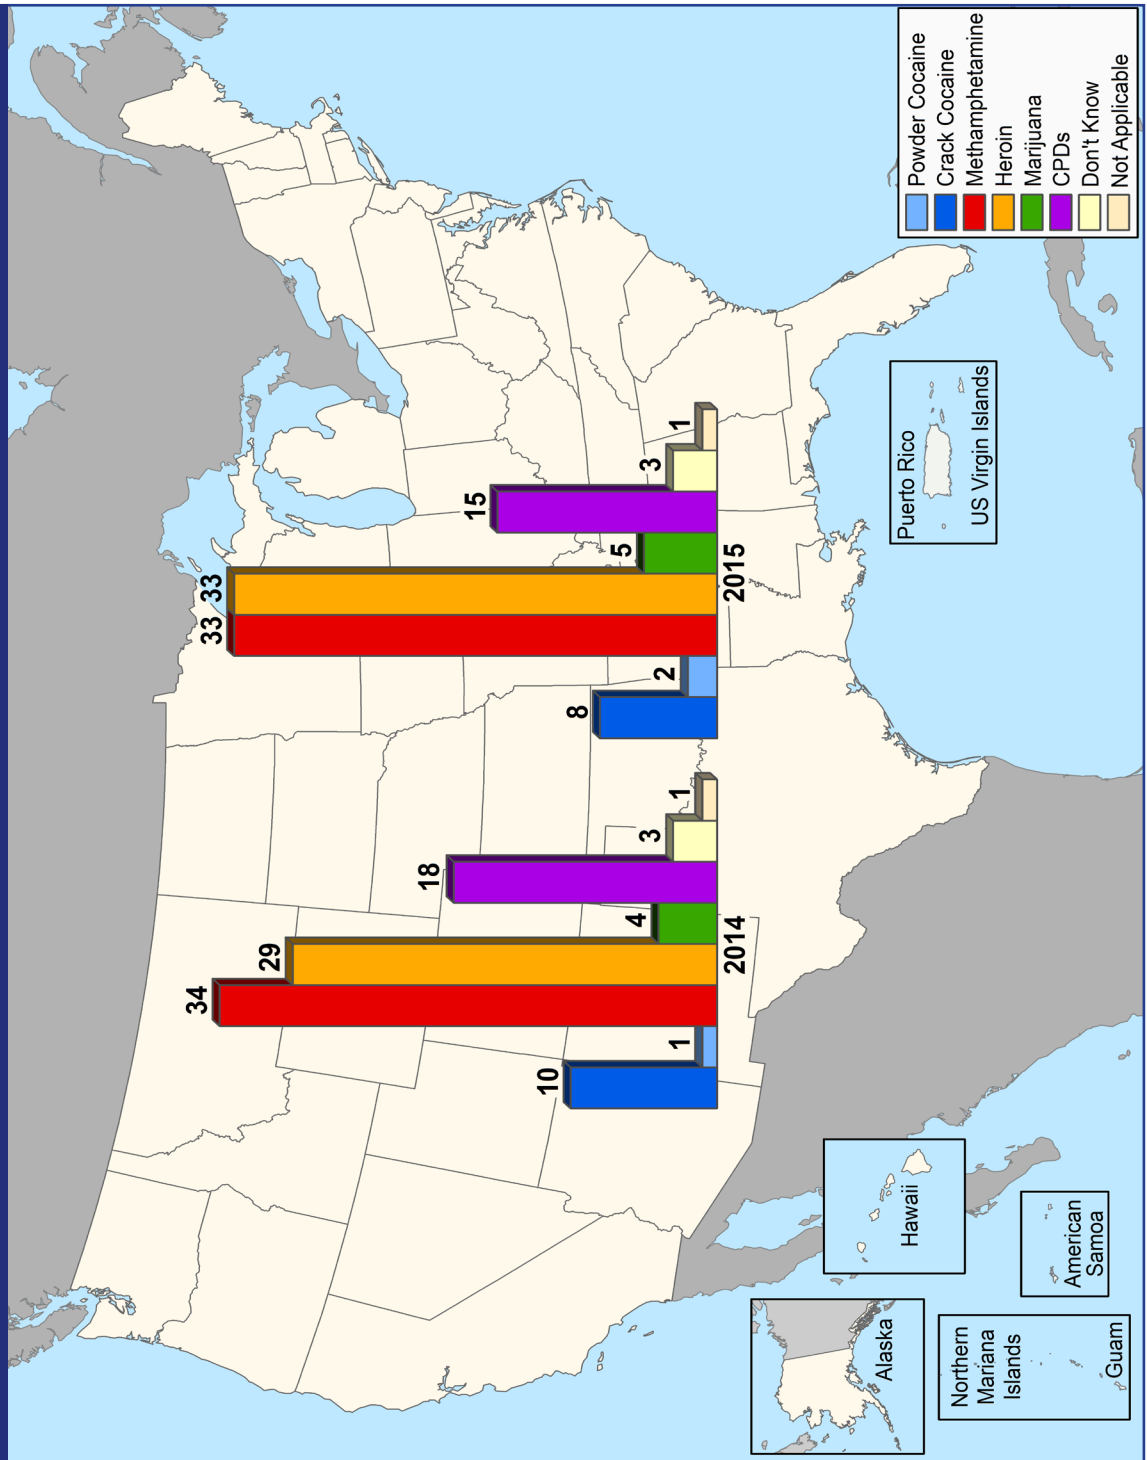 34
29
10
1
4
18
3
1
2014
33
33
8
2
5
15
3
1
2015
Powder Cocaine
Crack Cocaine
Methamphetamine
Heroin
Marijuana
CPDs
Don't Know
Not Applicable
Alaska
Northern
Mariana
Islands
Guam
Hawaii
American
Samoa
Puerto Rico
US Virgin Islands